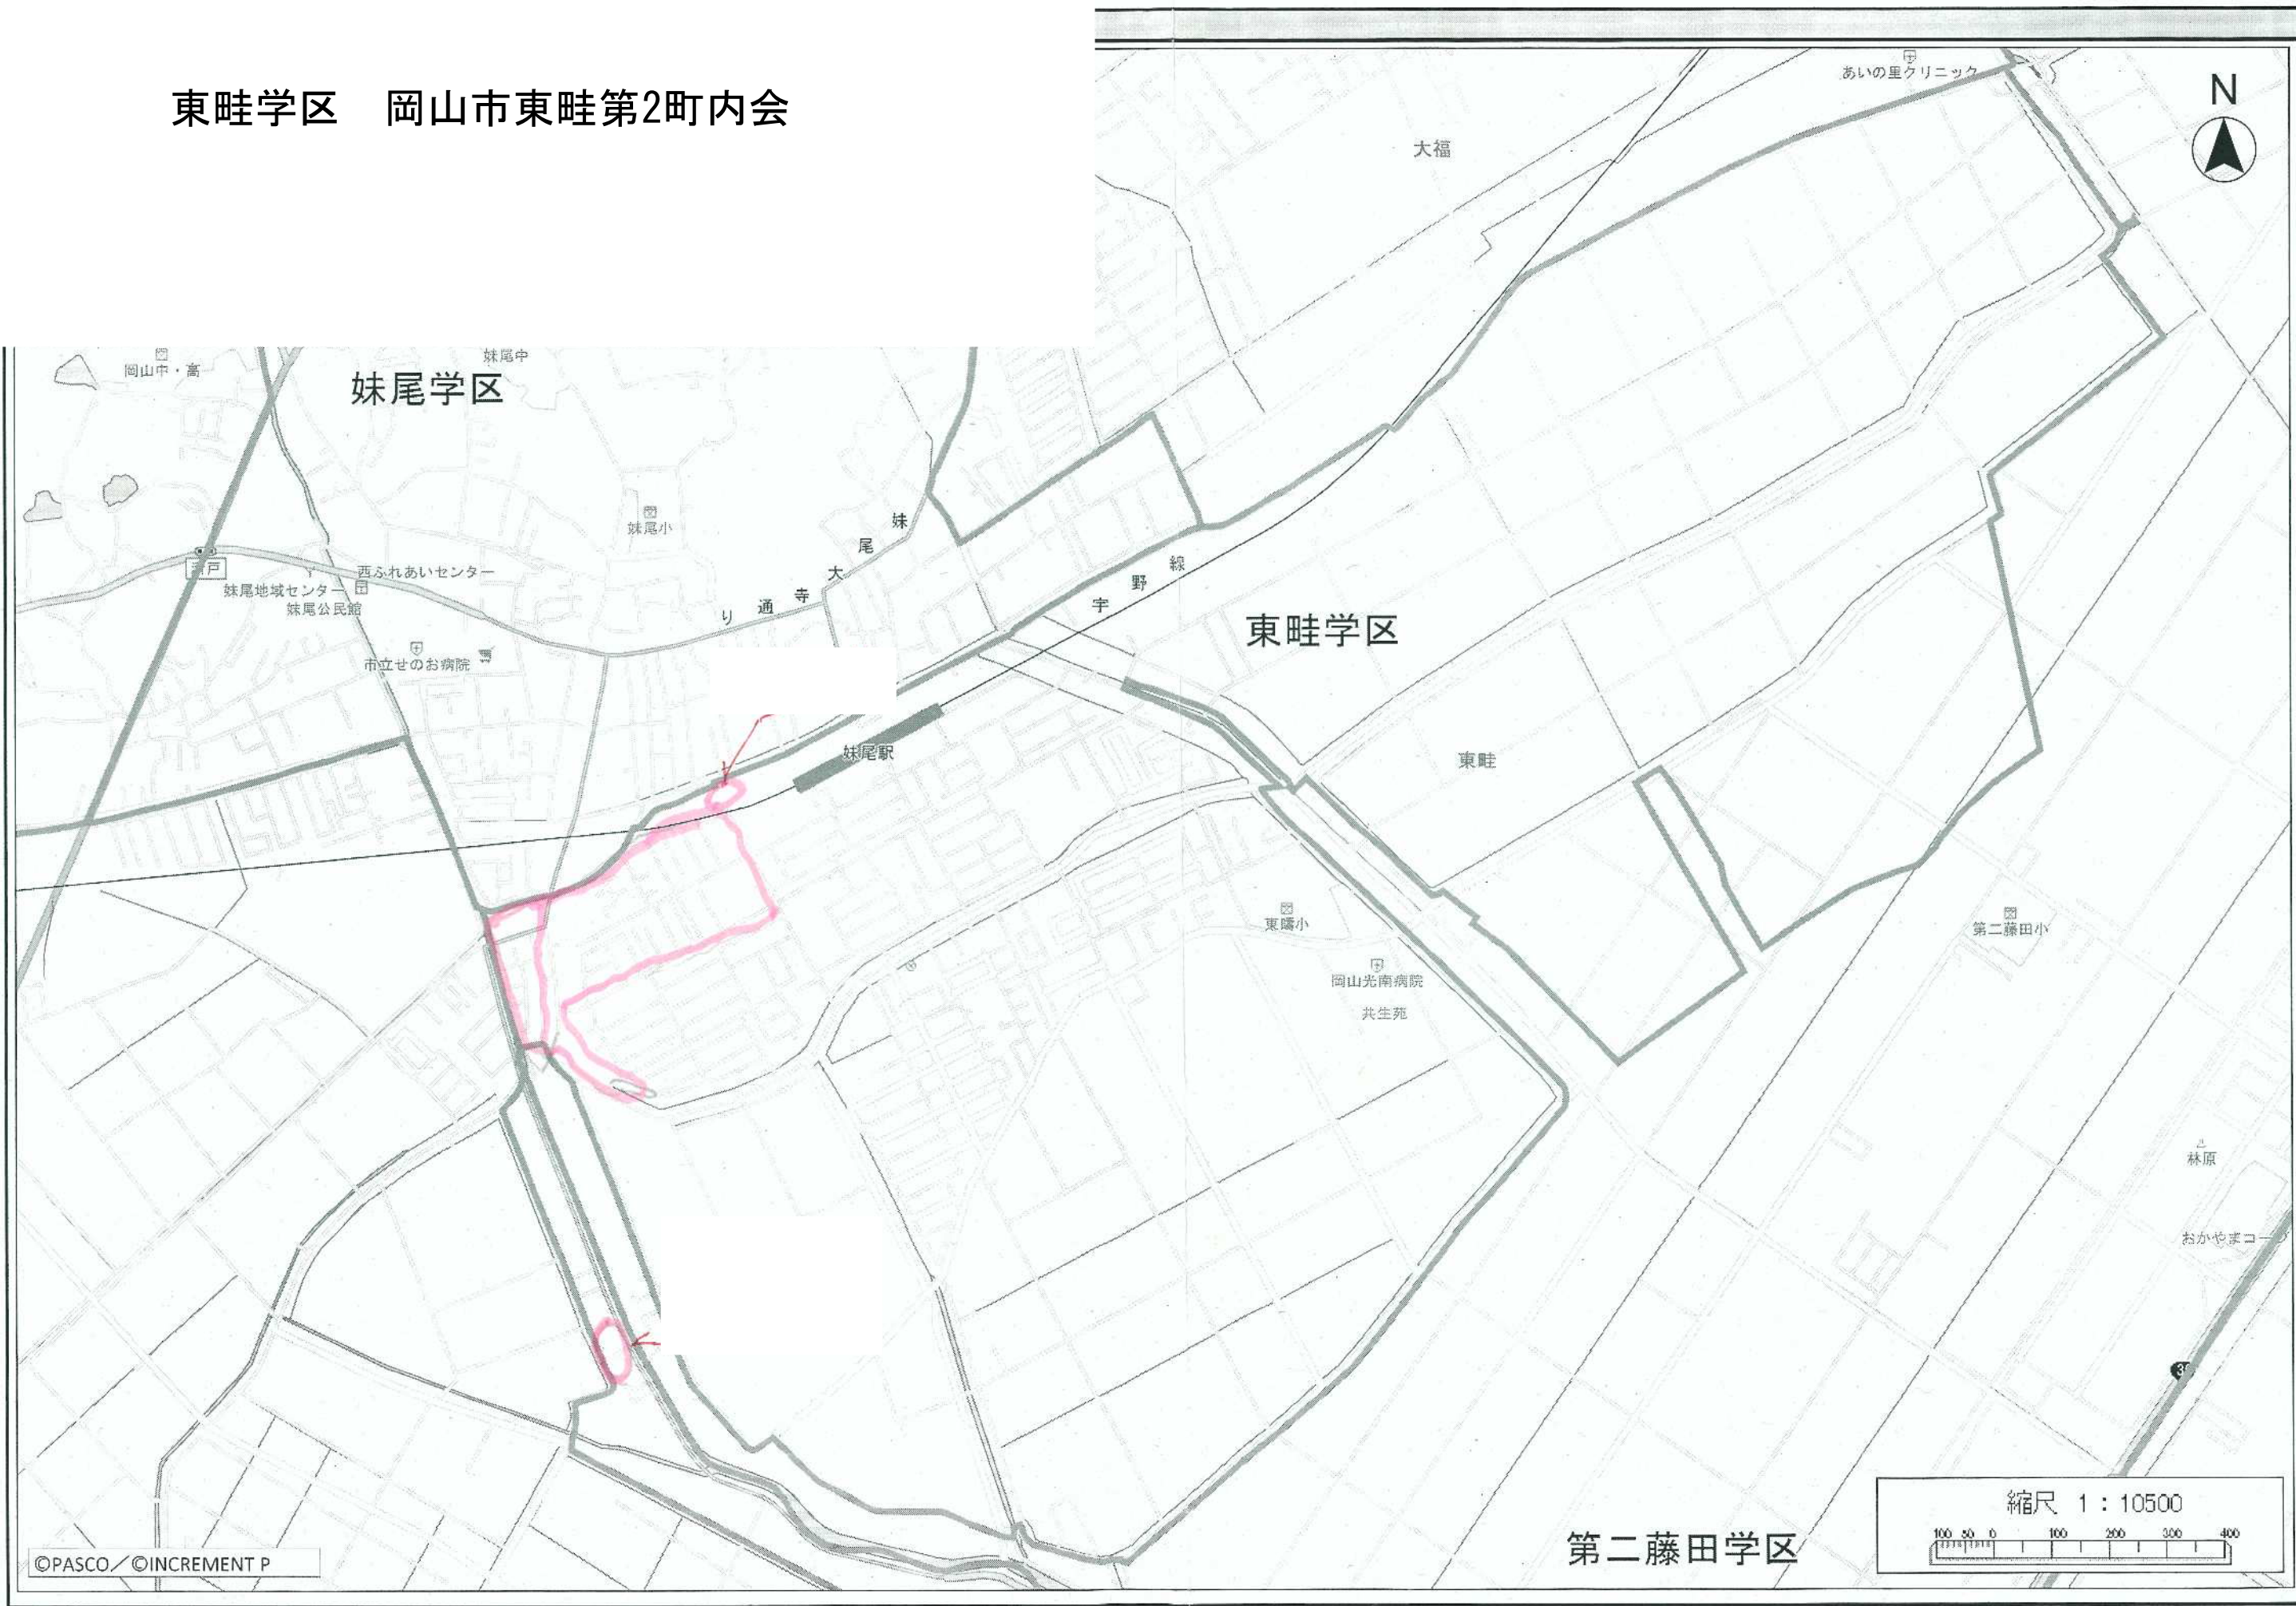 東畦学区　岡山市東畦第2町内会
あいの里クリニック
N
大福
岡山中・高
妹尾中
妹尾学区
妹尾小
妹尾大寺通り
西ふれあいセンター
妹尾地域センター
妹尾公民館
市立せのお病院
宇野線
東畦学区
妹尾駅
東畦
東疇小
第二藤田小
岡山光南病院
共生苑
林原
おかやまコー
第二藤田学区
縮尺 1：10500
100 50 0 100 200 300 400
©PASCO／©INCREMENT P